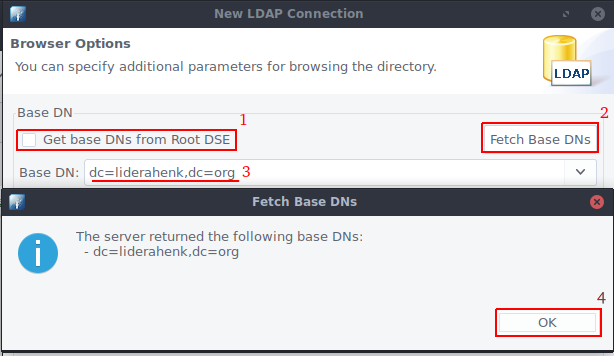 New LDAP Connection
Browser Options
You can specify additional parameters for browsing the directory.
LDAP
Base DN
1
2
Get base DNs from Root DSE
Fetch Base DNs
Base DN: dc=liderahenk,dc=org 3
Fetch Base DNs
The server returned the following base DNs:
- dc=liderahenk,dc=org
4
OK